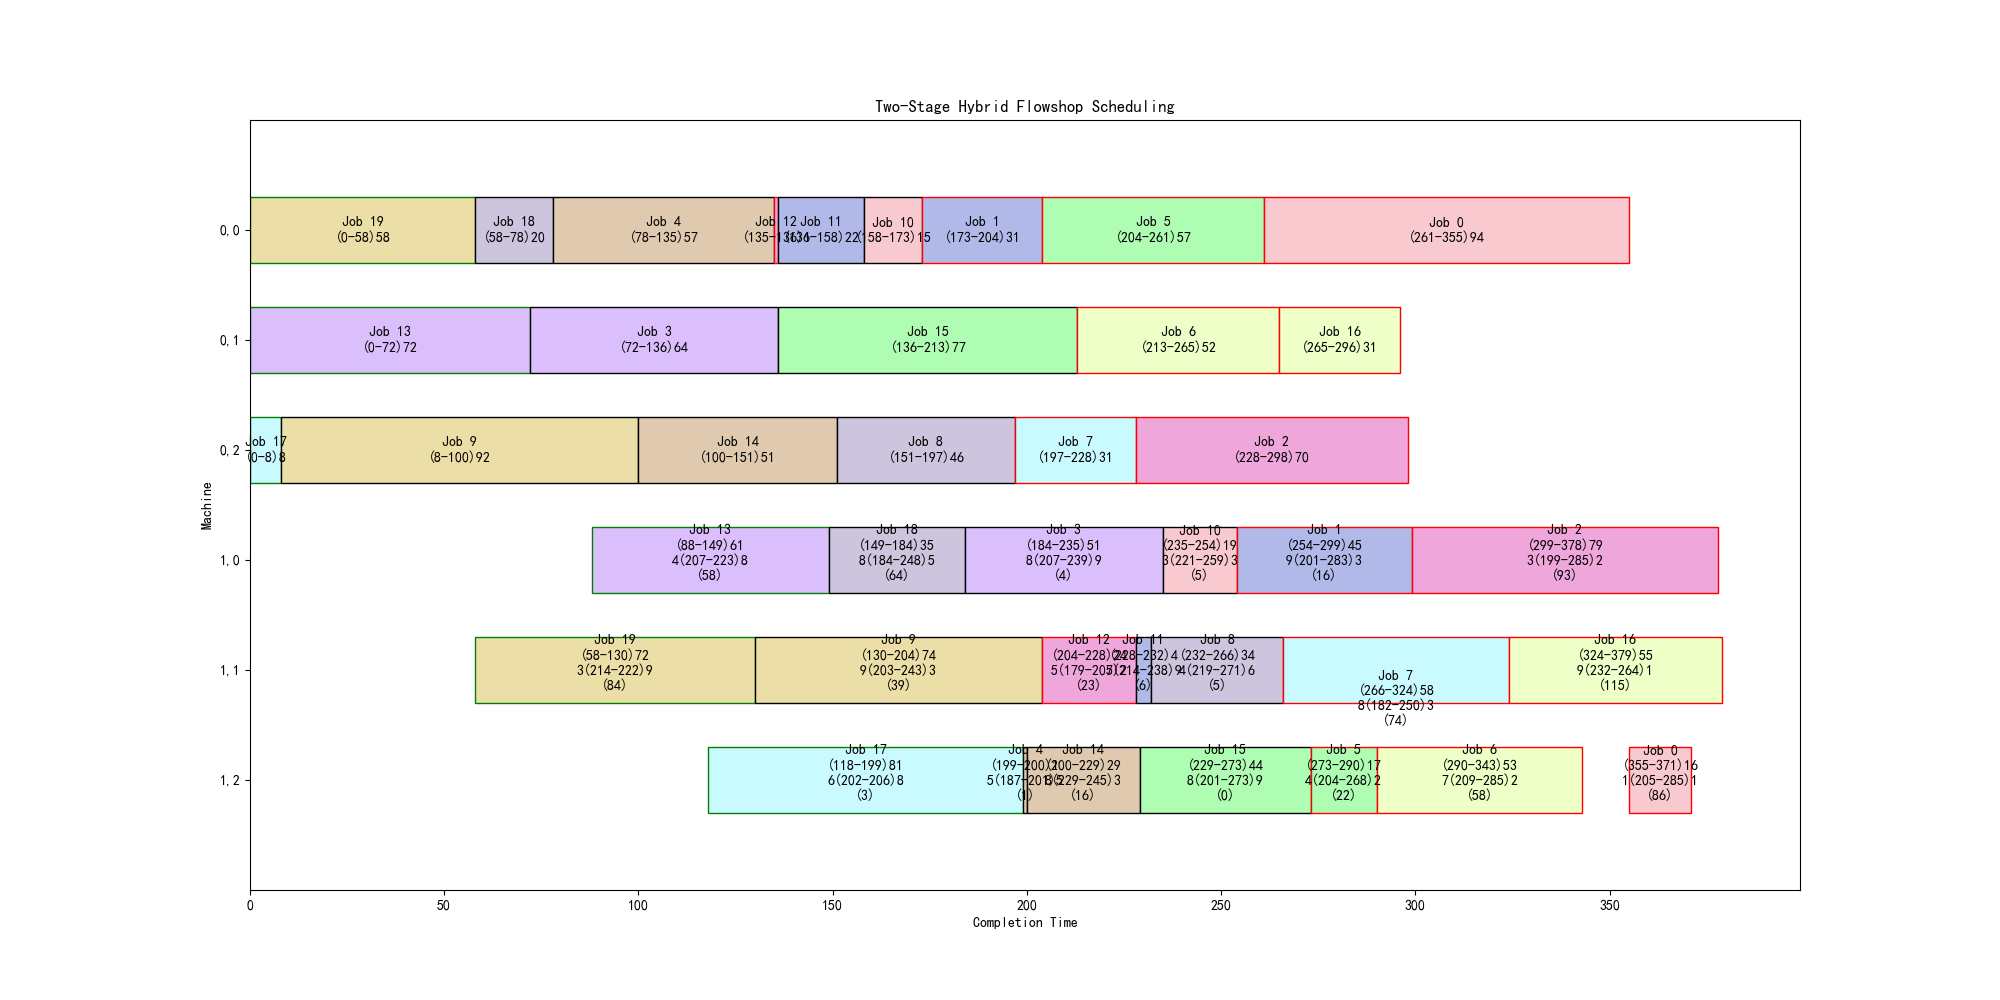 Two-Stage Hybrid Flowshop Scheduling
0,0
Job 19
(0-58)58
Job 18
(58-78)20
Job 4
(78-135)57
Job 12
(135-136)1
Job 11
(136-158)22
Job 10
(158-173)15
Job 1
(173-204)31
Job 5
(204-261)57
Job 0
(261-355)94
0,1
Job 13
(0-72)72
Job 3
(72-136)64
Job 15
(136-213)77
Job 6
(213-265)52
Job 16
(265-296)31
0,2
Job 17
(0-8)8
Job 9
(8-100)92
Job 14
(100-151)51
Job 8
(151-197)46
Job 7
(197-228)31
Job 2
(228-298)70
Machine
1,0
Job 13
(88-149)61
4(207-223)8
(58)
Job 18
(149-184)35
8(184-248)5
(64)
Job 3
(184-235)51
8(207-239)9
(4)
Job 10
(235-254)19
3(221-259)3
(5)
Job 1
(254-299)45
9(201-283)3
(16)
Job 2
(299-378)79
3(199-285)2
(93)
1,1
Job 19
(58-130)72
3(214-222)9
(84)
Job 9
(130-204)74
9(203-243)3
(39)
Job 12
(204-228)24
5(179-205)2
(23)
Job 11
(228-232)4
(6)
Job 8
(232-266)34
4(219-271)6
(5)
Job 7
(266-324)58
8(182-250)3
(74)
Job 16
(324-379)55
9(232-264)1
(115)
1,2
Job 17
(118-199)81
6(202-206)8
(3)
Job 4
(199-200)1
(1)
Job 14
(200-229)29
(229-245)3
(16)
Job 15
(229-273)44
8(201-273)9
(0)
Job 5
(273-290)17
4(204-268)2
(22)
Job 6
(290-343)53
7(209-285)2
(58)
Job 0
(355-371)16
1(205-285)1
(86)
0
50
100
150
200
250
300
350
Completion Time